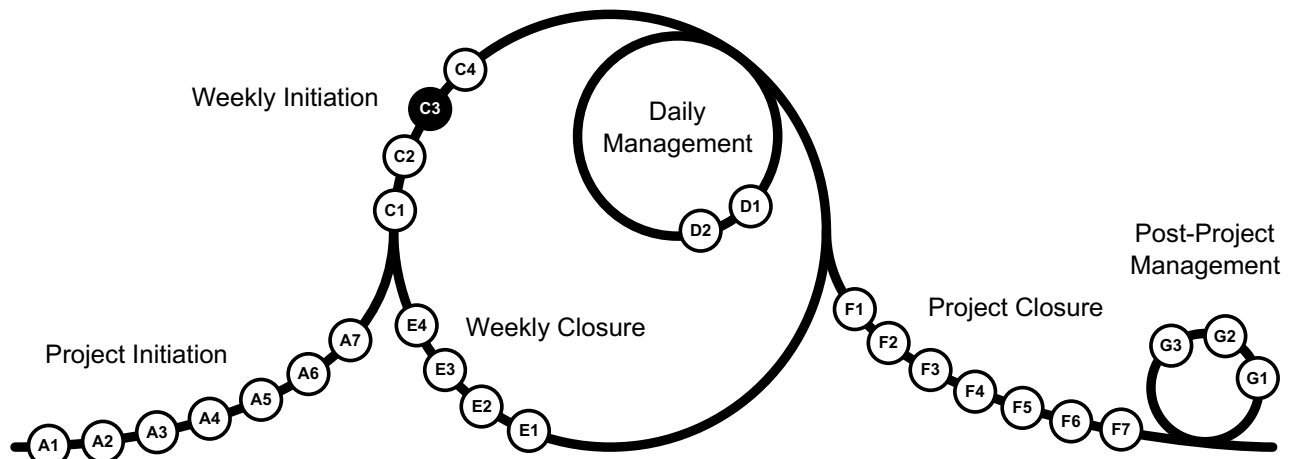 Weekly Initiation
C4
C3
C2
C1
Daily
Management
D1
D2
Post-Project
Management
Project Initiation
A1
A2
A3
A4
A5
A6
A7
Weekly Closure
E4
E3
E2
E1
Project Closure
F1
F2
F3
F4
F5
F6
F7
G3
G2
G1